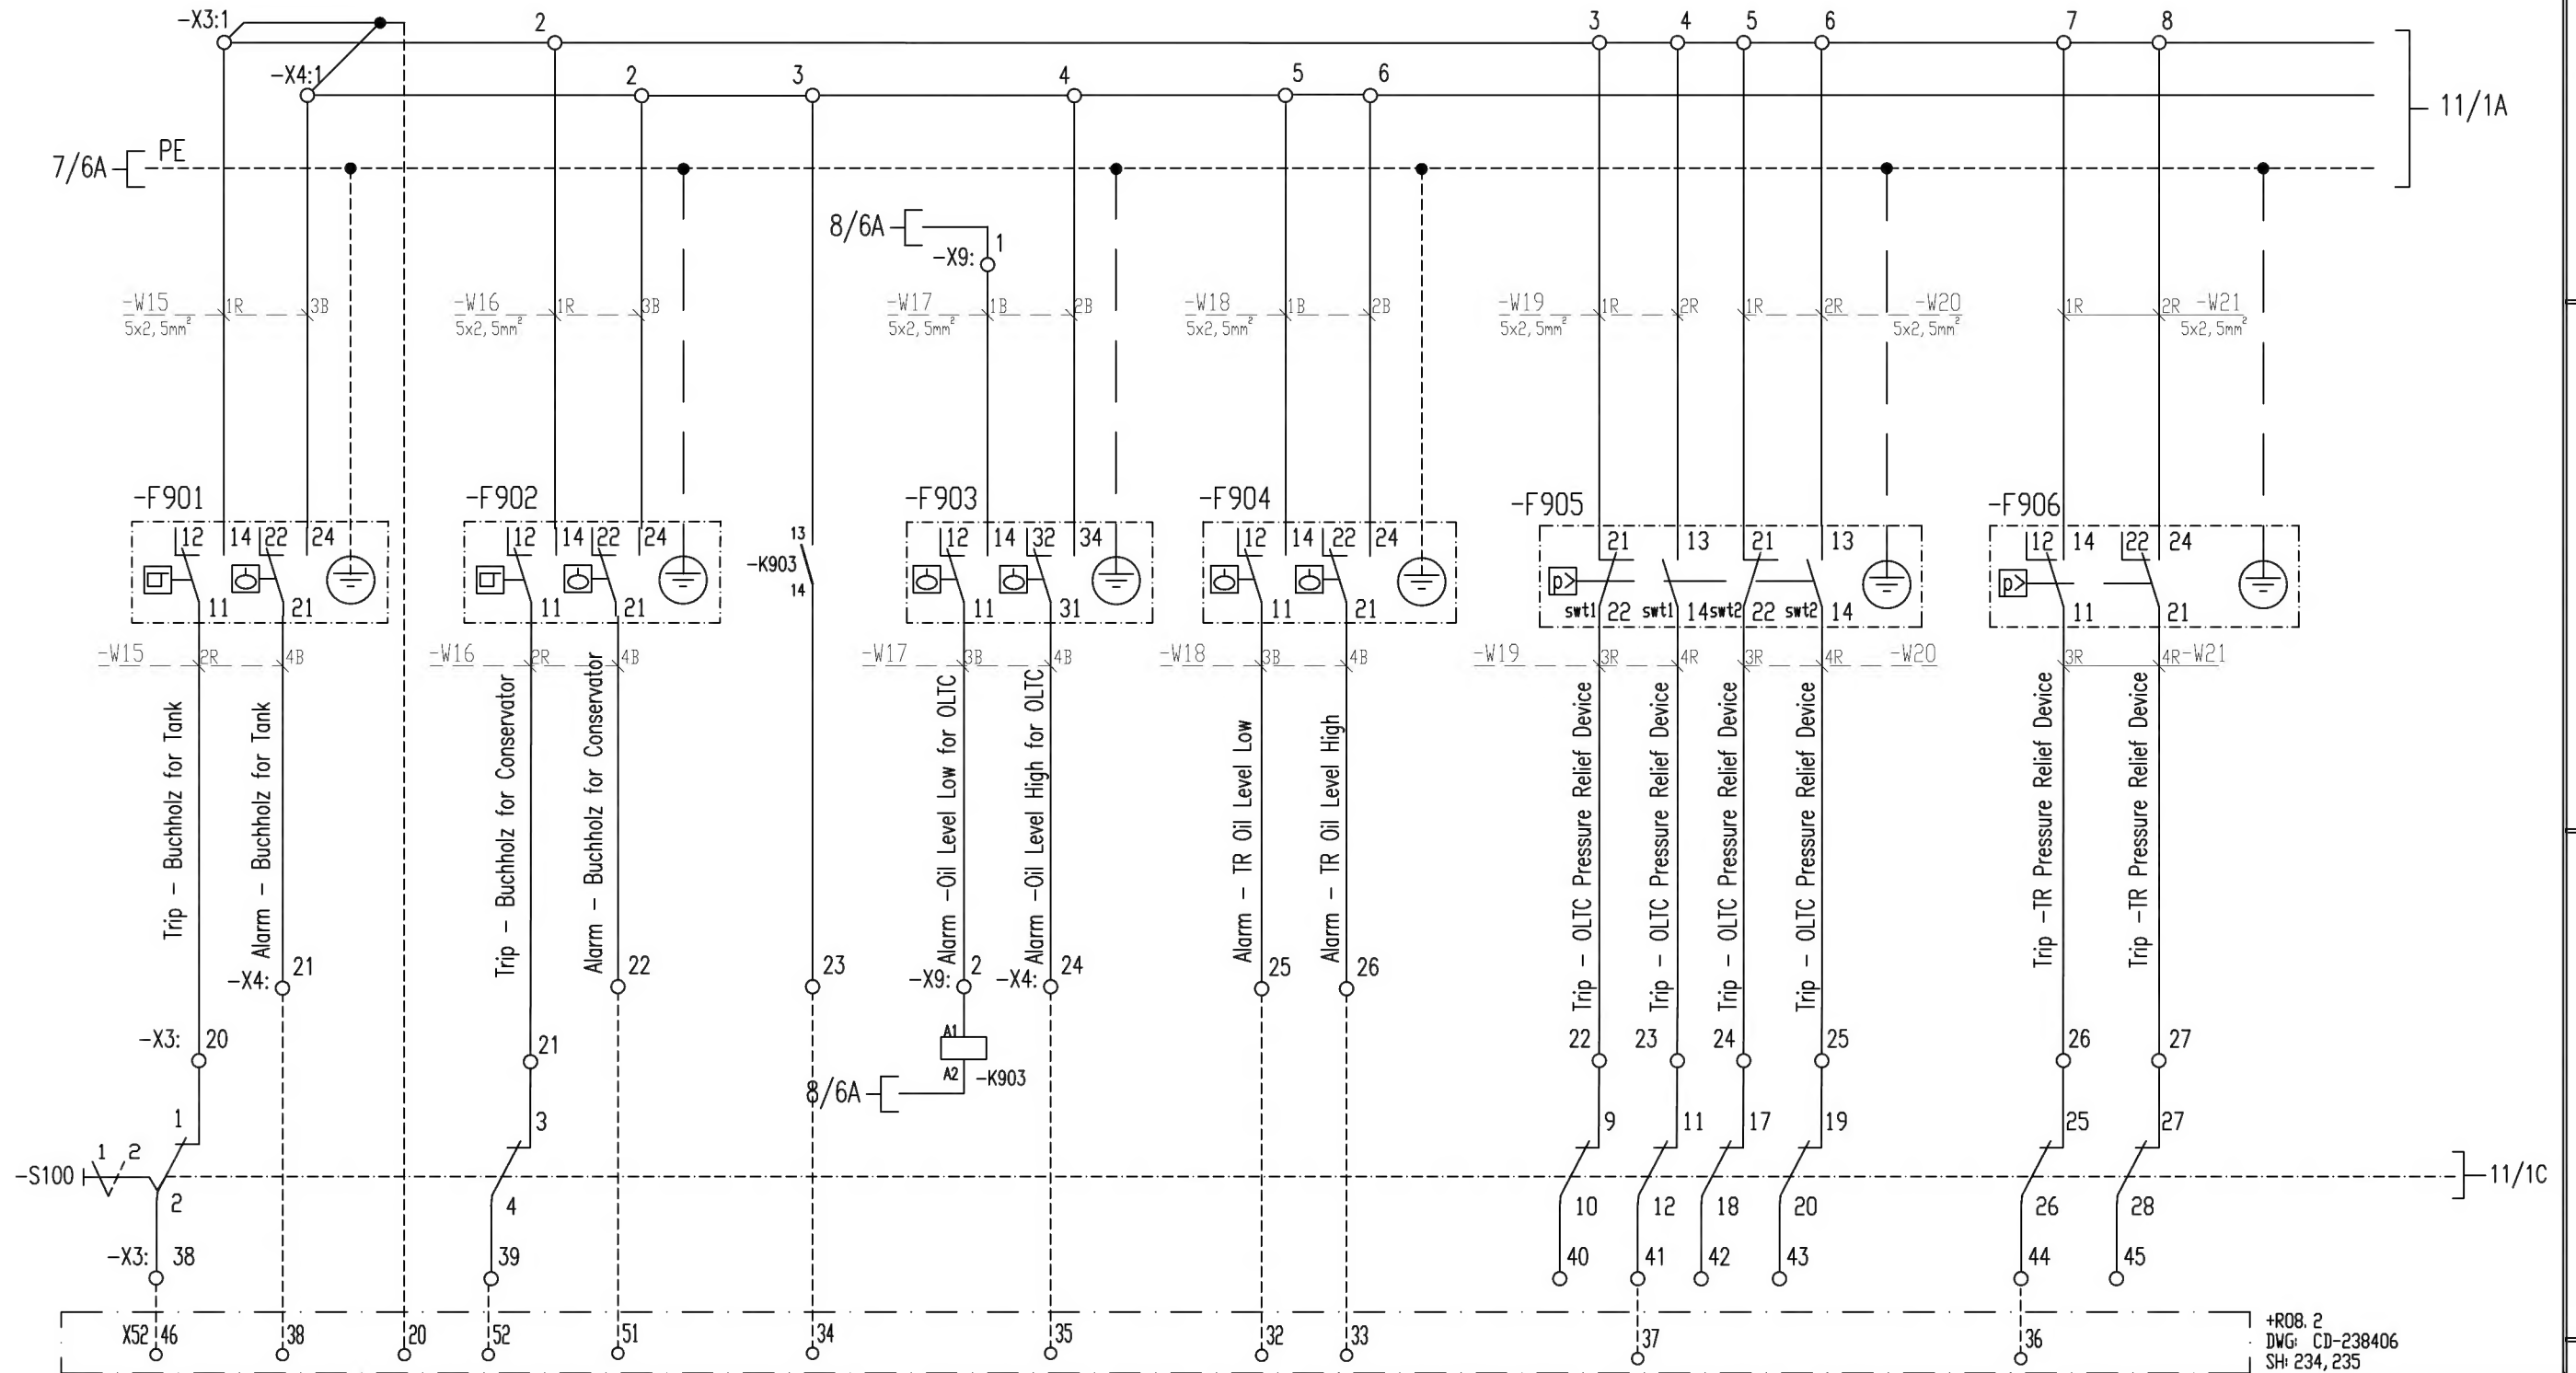 -X3:1 2 3 4 5 6 7 8
-X4:1 2 3 4 5 6
11/1A
7/6A PE
8/6A 1
-X9:
-W15 1R 3B -W16 1R 3B -W17 1B 2B -W18 1B 2B -W19 1R 2R 1R 2R -W20 1R 2R -W21
5x2,5mm² 5x2,5mm² 5x2,5mm² 5x2,5mm² 5x2,5mm² 5x2,5mm² 5x2,5mm²
-F901 -F902 -F903 -F904 -F905 -F906
12 14 22 24 12 14 22 24 13 12 14 32 34 12 14 22 24 21 13 21 13 12 14 22 24
-K903 p> p>
14
11 21 11 21 11 31 11 21 swt1 22 swt1 14 swt2 22 swt2 14 11 21
-W15 2R 4B -W16 2R 4B -W17 3B 4B -W18 3B 4B -W19 3R 4R 3R 4R -W20 3R 4R -W21
Trip - Buchholz for Tank
Alarm - Buchholz for Tank
Trip - Buchholz for Conservator
Alarm - Buchholz for Conservator
Alarm -Oil Level Low for OLTC
Alarm -Oil Level High for OLTC
Alarm - TR Oil Level Low
Alarm - TR Oil Level High
Trip - OLTC Pressure Relief Device
Trip - OLTC Pressure Relief Device
Trip - OLTC Pressure Relief Device
Trip - OLTC Pressure Relief Device
Trip -TR Pressure Relief Device
Trip -TR Pressure Relief Device
-X4: 21 22 23 -X9: 2 -X4: 24 25 26
-X3: 20 21 A1 22 23 24 25 26 27
A2 -K903
8/6A
1 3 9 11 17 19 25 27
-S100 1 2 11/1C
2 4 10 12 18 20 26 28
-X3: 38 39 40 41 42 43 44 45
X52 46 38 20 52 51 34 35 32 33 37 36
+R08.2
DWG: CD-238406
SH: 234,235